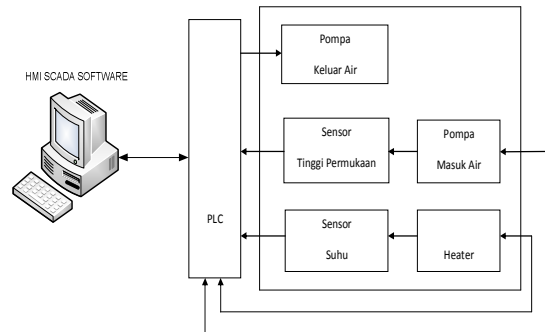 HMI SCADA SOFTWARE
PLC
Pompa
Keluar Air
Sensor
Tinggi Permukaan
Pompa
Masuk Air
Sensor
Suhu
Heater